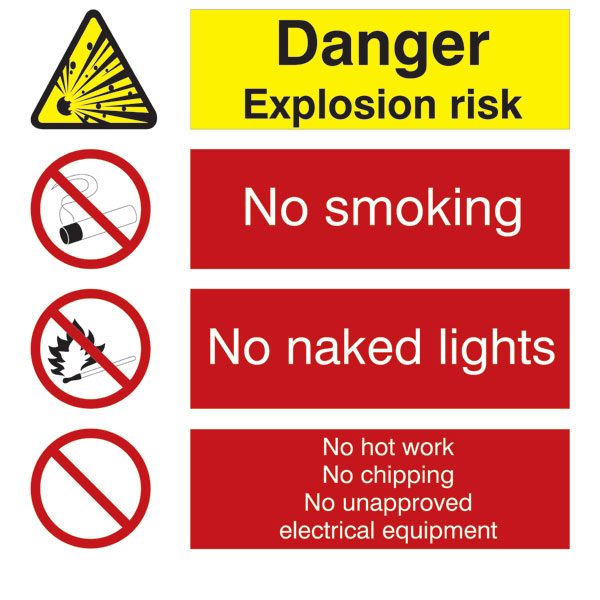 Danger
Explosion risk
No smoking
No naked lights
No hot work
No chipping
No unapproved
electrical equipment